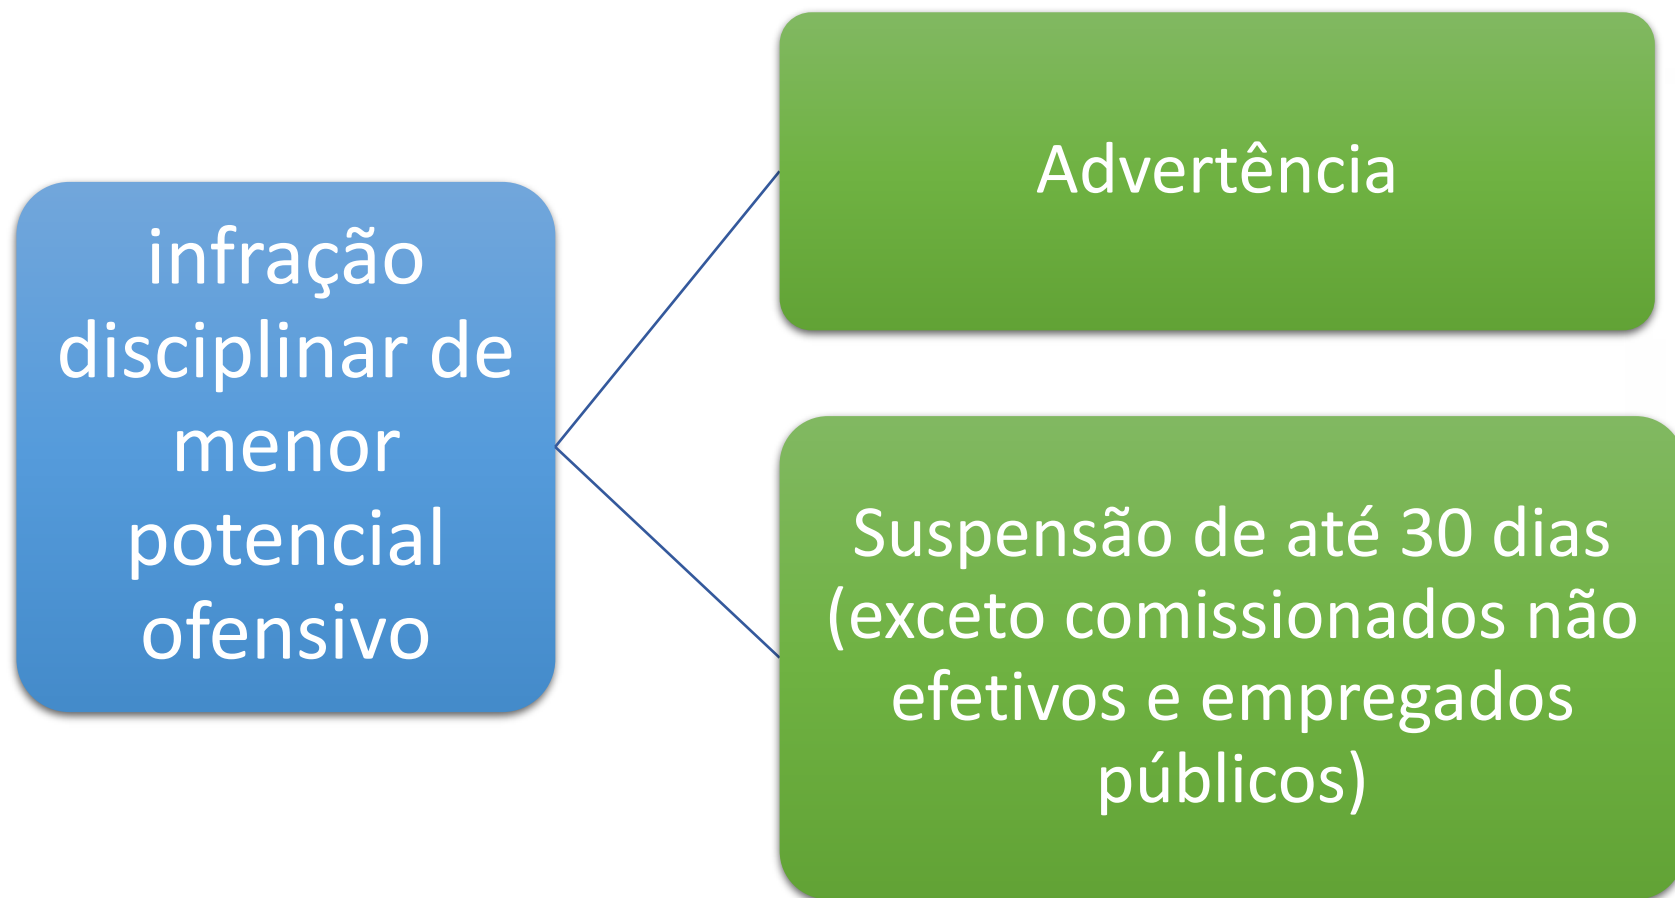 infração
disciplinar de
menor
potencial
ofensivo
Advertência
Suspensão de até 30 dias
(exceto comissionados não
efetivos e empregados
públicos)